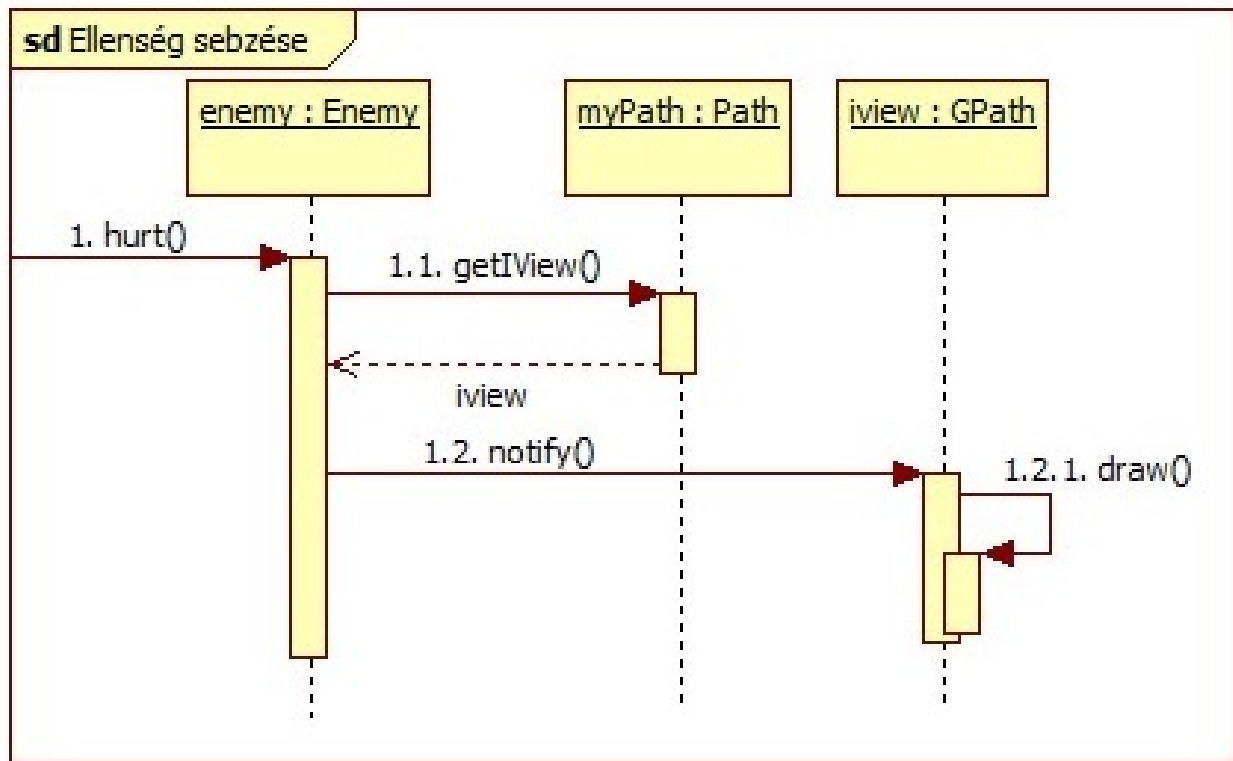 sd Ellenség sebzése
enemy : Enemy
myPath : Path
iview : GPath
1. hurt()
1.1. getIView()
iview
1.2. notify()
1.2.1. draw()